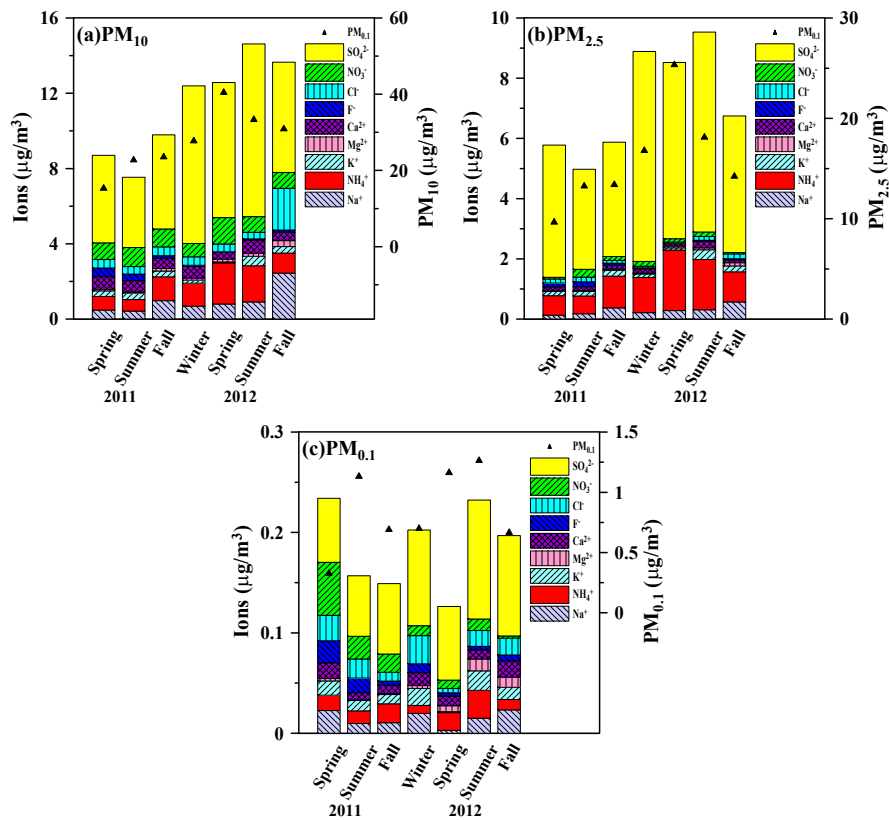 (a)PM₁₀
Ions (μg/m³)
16
12
8
4
0
PM₁₀ (μg/m³)
60
40
20
0
PM₀.₁
SO₄²⁻
NO₃⁻
Cl⁻
F⁻
Ca²⁺
Mg²⁺
K⁺
NH₄⁺
Na⁺
Spring
Summer
Fall
Winter
Spring
Summer
Fall
2011
2012
(b)PM₂.₅
Ions (μg/m³)
10
8
6
4
2
0
PM₂.₅ (μg/m³)
30
20
10
0
PM₀.₁
SO₄²⁻
NO₃⁻
Cl⁻
F⁻
Ca²⁺
Mg²⁺
K⁺
NH₄⁺
Na⁺
Spring
Summer
Fall
Winter
Spring
Summer
Fall
2011
2012
(c)PM₀.₁
Ions (μg/m³)
0.3
0.2
0.1
0
PM₀.₁ (μg/m³)
1.5
1
0.5
0
PM₀.₁
SO₄²⁻
NO₃⁻
Cl⁻
F⁻
Ca²⁺
Mg²⁺
K⁺
NH₄⁺
Na⁺
Spring
Summer
Fall
Winter
Spring
Summer
Fall
2011
2012